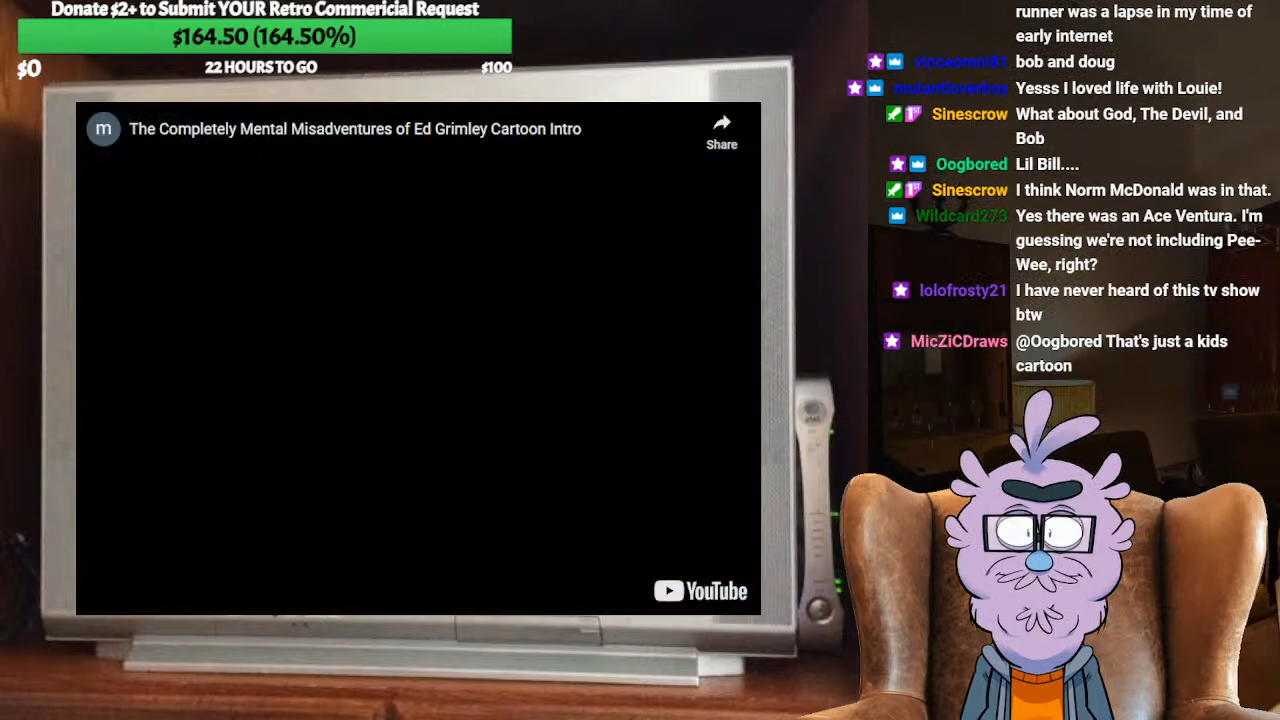 Donate $2+ to Submit YOUR Retro Commericial Request
$164.50 (164.50%)
$0
22 HOURS TO GO
$100
m
The Completely Mental Misadventures of Ed Grimley Cartoon Intro
Share
YouTube
runner was a lapse in my time of
early internet
vinceomni81 bob and doug
mutantloverboy Yesss I loved life with Louie!
Sinescrow What about God, The Devil, and
Bob
Oogbored Lil Bill....
Sinescrow I think Norm McDonald was in that.
Wildcard273 Yes there was an Ace Ventura. I'm
guessing we're not including Pee-
Wee, right?
lolofrosty21 I have never heard of this tv show
btw
MicZiCDraws @Oogbored That's just a kids
cartoon